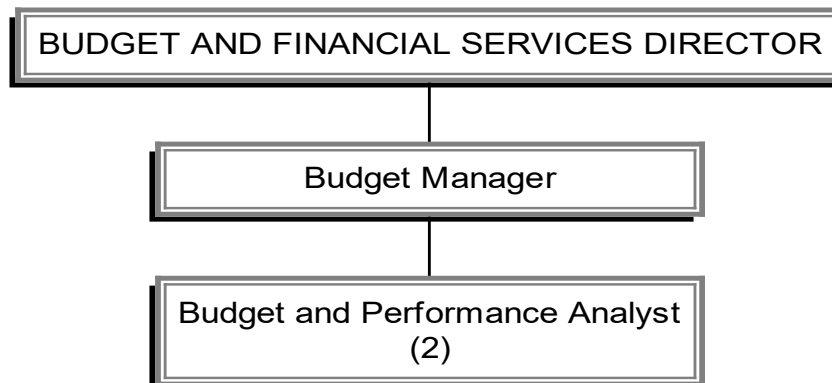 BUDGET AND FINANCIAL SERVICES DIRECTOR
Budget Manager
Budget and Performance Analyst
(2)